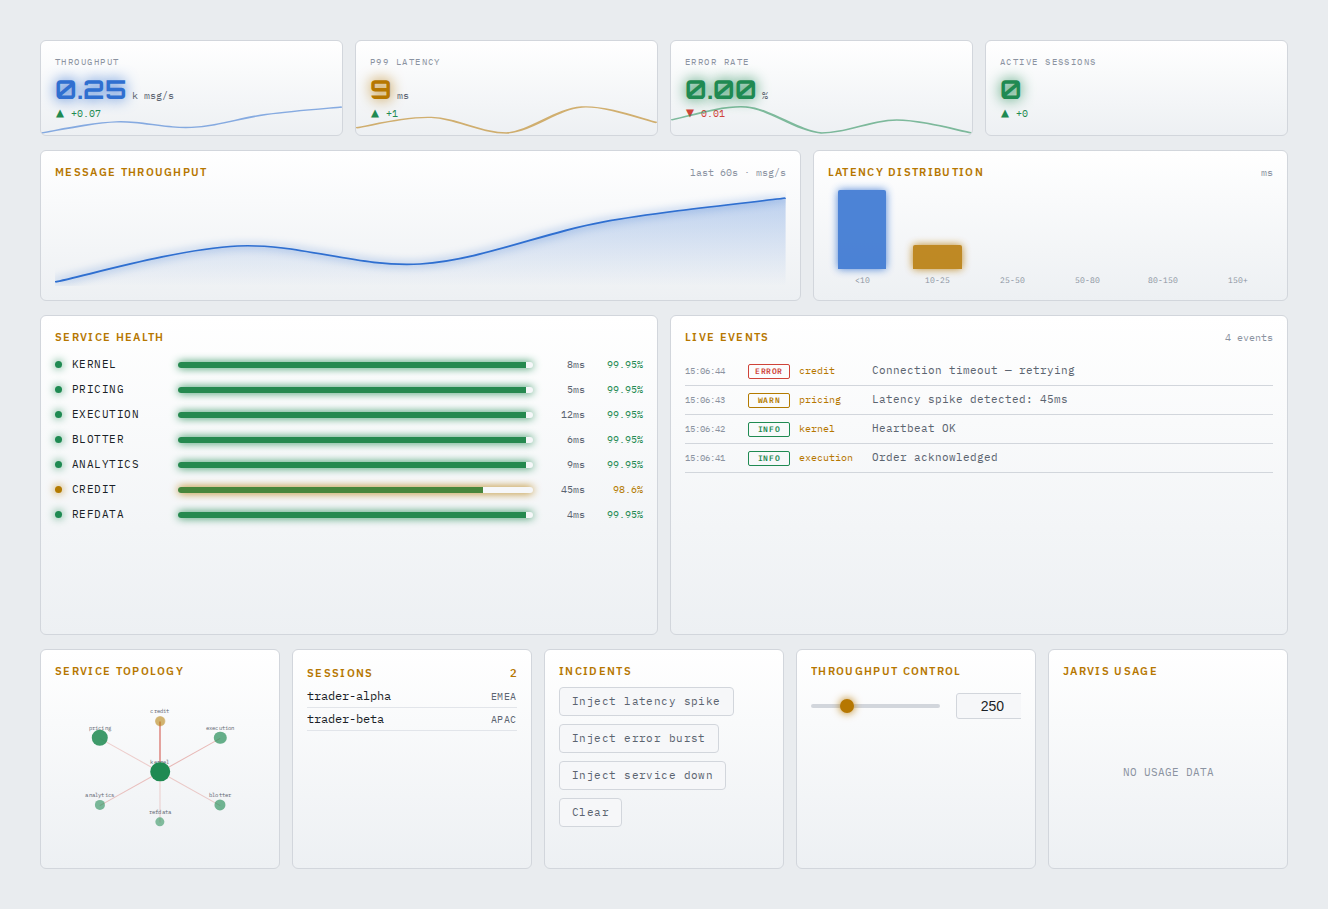 THROUGHPUT
0.25 k msg/s
▲ +0.07
P99 LATENCY
9 ms
▲ +1
ERROR RATE
0.00 %
▼ 0.01
ACTIVE SESSIONS
0
▲ +0
MESSAGE THROUGHPUT
last 60s · msg/s
LATENCY DISTRIBUTION
ms
<10 10-25 25-50 50-80 80-150 150+
SERVICE HEALTH
KERNEL 8ms 99.95%
PRICING 5ms 99.95%
EXECUTION 12ms 99.95%
BLOTTER 6ms 99.95%
ANALYTICS 9ms 99.95%
CREDIT 45ms 98.6%
REFDATA 4ms 99.95%
LIVE EVENTS
4 events
15:06:44 ERROR credit Connection timeout — retrying
15:06:43 WARN pricing Latency spike detected: 45ms
15:06:42 INFO kernel Heartbeat OK
15:06:41 INFO execution Order acknowledged
SERVICE TOPOLOGY
credit
pricing
execution
kernel
analytics
blotter
refdata
SESSIONS 2
trader-alpha EMEA
trader-beta APAC
INCIDENTS
Inject latency spike
Inject error burst
Inject service down
Clear
THROUGHPUT CONTROL
250
JARVIS USAGE
NO USAGE DATA